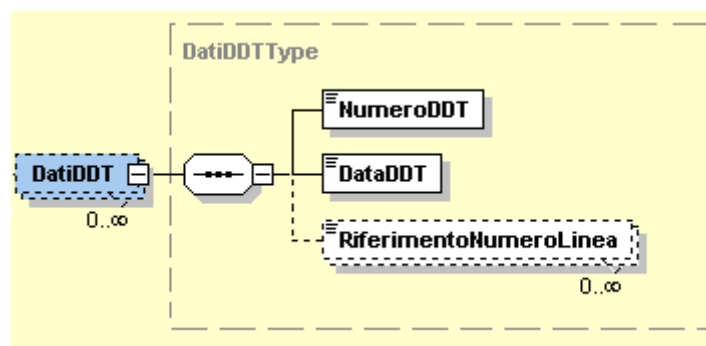 DatiDDTType
NumeroDDT
DatiDDT
DataDDT
0..∞
RiferimentoNumeroLinea
0..∞